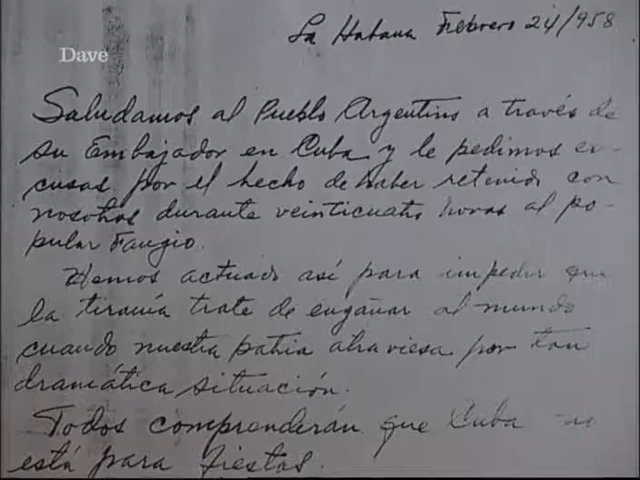 La Habana Febrero 24/958
Dave
Saludamos al Pueblo Argentino a través de
su Embajador en Cuba y le pedimos ex-
cusas por el hecho de haber retenido con
nosotros durante veinticuatro horas al po-
pular Fangio.
Hemos actuado así para impedir que
la tiranía trate de engañar al mundo
cuando nuestra patria atraviesa por tan
dramática situación.
Todos comprenderán que Cuba no
está para fiestas.